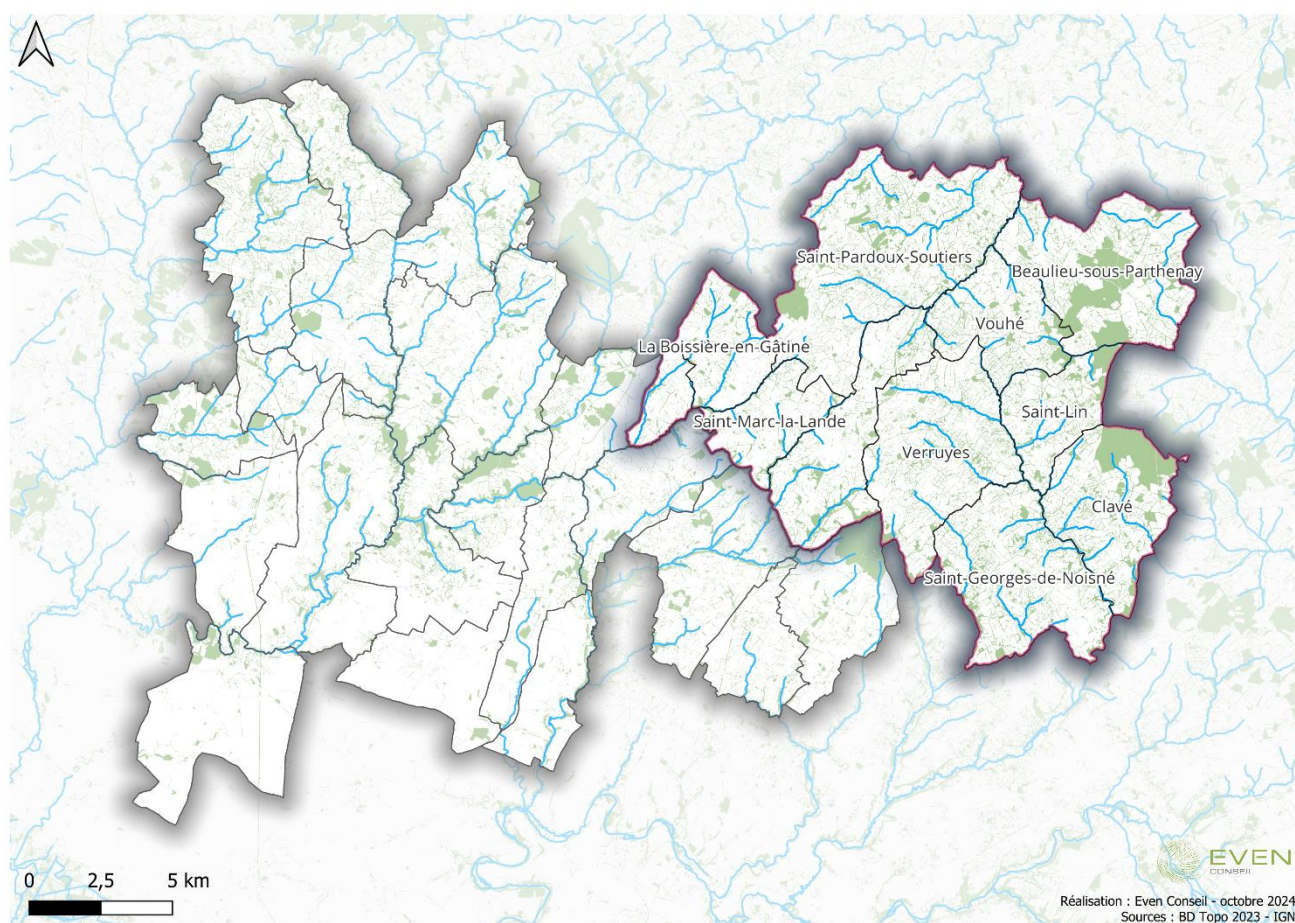 Saint-Pardoux-Soutiers
Beaulieu-sous-Parthenay
Vouhé
La Boissière-en-Gâtine
Saint-Lin
Saint-Marc-la-Lande
Verruyes
Clavé
Saint-Georges-de-Noisné
0 2,5 5 km
EVEN
CONSEIL
Réalisation : Even Conseil - octobre 2024
Sources : BD Topo 2023 - IGN